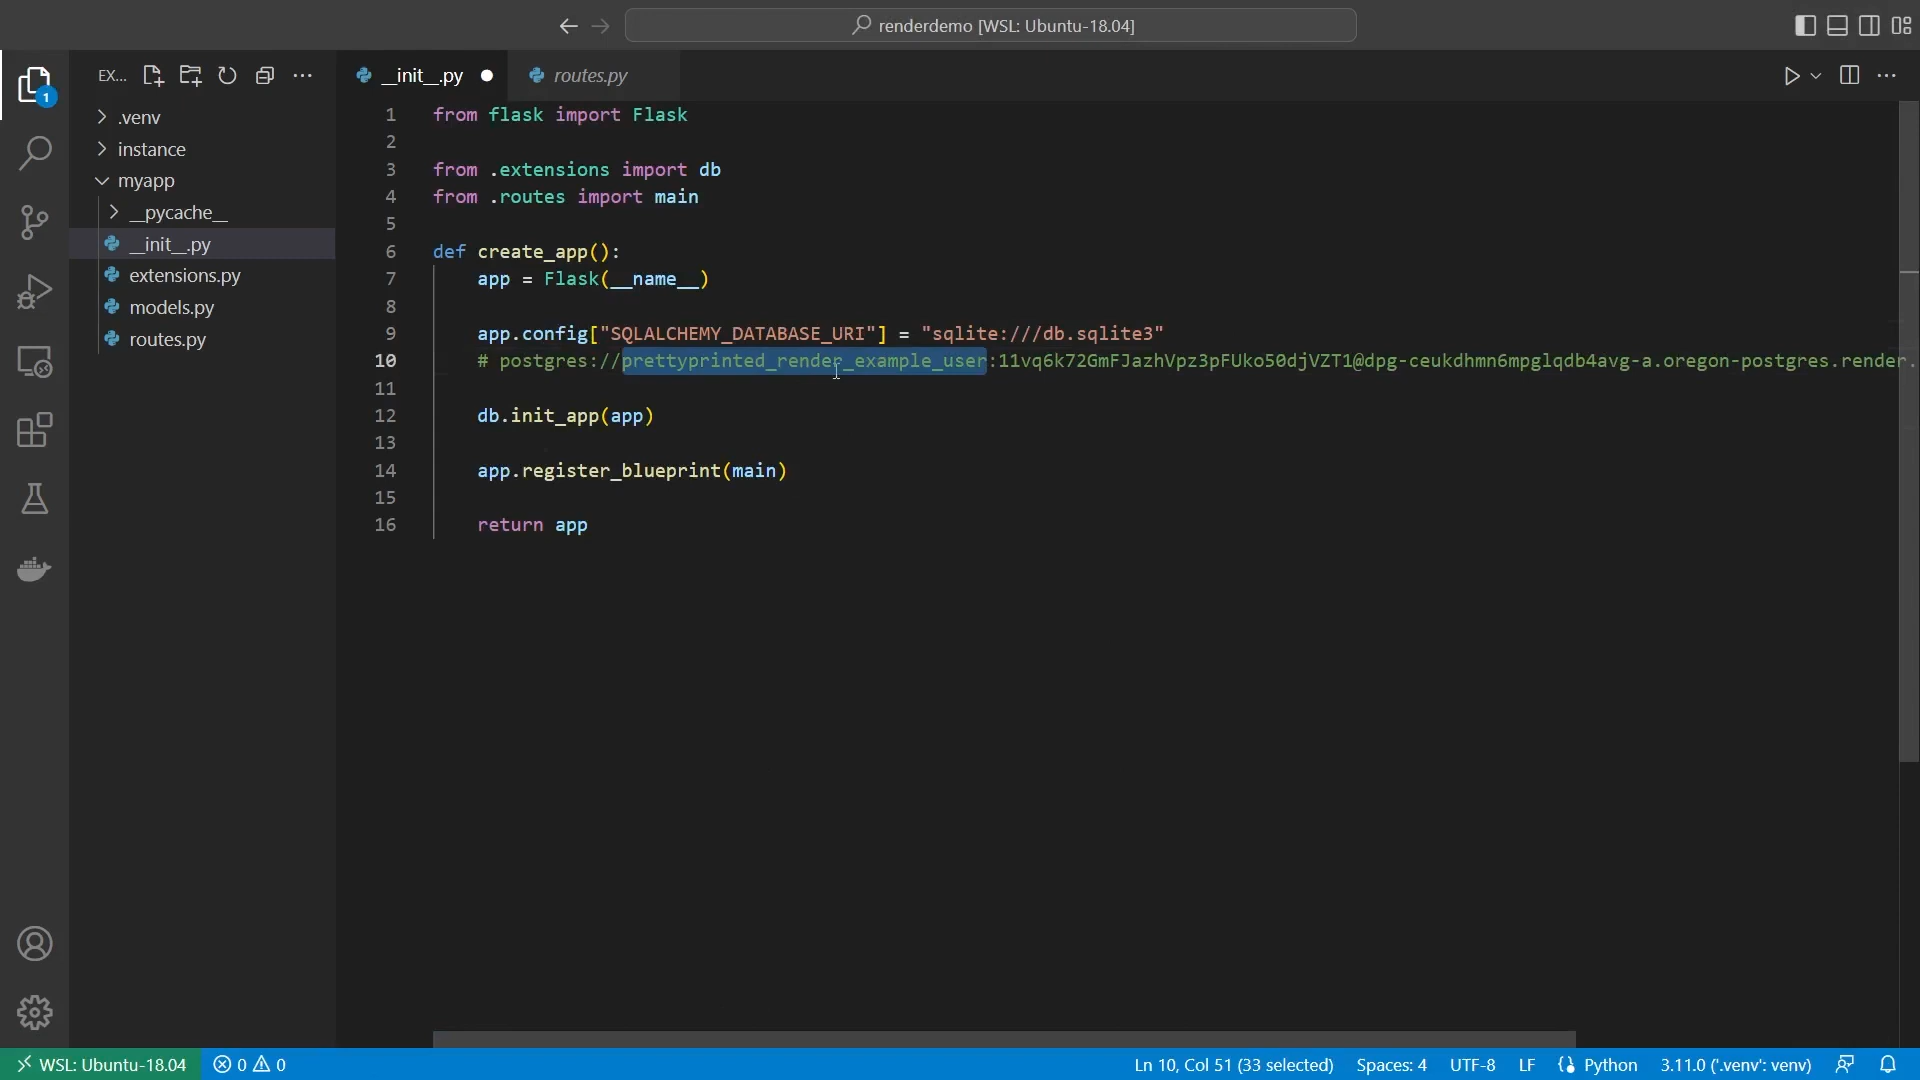 renderdemo [WSL: Ubuntu-18.04]
EX...
__init__.py
routes.py
1
.venv
instance
myapp
__pycache__
__init__.py
extensions.py
models.py
routes.py
1 from flask import Flask
2
3 from .extensions import db
4 from .routes import main
5
6 def create_app():
7 app = Flask(__name__)
8
9 app.config["SQLALCHEMY_DATABASE_URI"] = "sqlite:///db.sqlite3"
10 # postgres://prettyprinted_render_example_user:11vq6k72GmFJazhVpz3pFUko50djVZT1@dpg-ceukdhmn6mpglqdb4avg-a.oregon-postgres.render.
11
12 db.init_app(app)
13
14 app.register_blueprint(main)
15
16 return app
WSL: Ubuntu-18.04 0 0 Ln 10, Col 51 (33 selected) Spaces: 4 UTF-8 LF Python 3.11.0 ('.venv': venv)